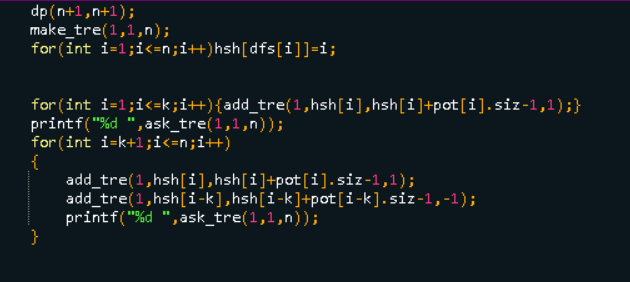 dp(n+1,n+1);
make_tre(1,1,n);
for(int i=1;i<=n;i++)hsh[dfs[i]]=i;
for(int i=1;i<=k;i++){add_tre(1,hsh[i],hsh[i]+pot[i].siz-1,1);}
printf("%d ",ask_tre(1,1,n));
for(int i=k+1;i<=n;i++)
{
add_tre(1,hsh[i],hsh[i]+pot[i].siz-1,1);
add_tre(1,hsh[i-k],hsh[i-k]+pot[i-k].siz-1,-1);
printf("%d ",ask_tre(1,1,n));
}